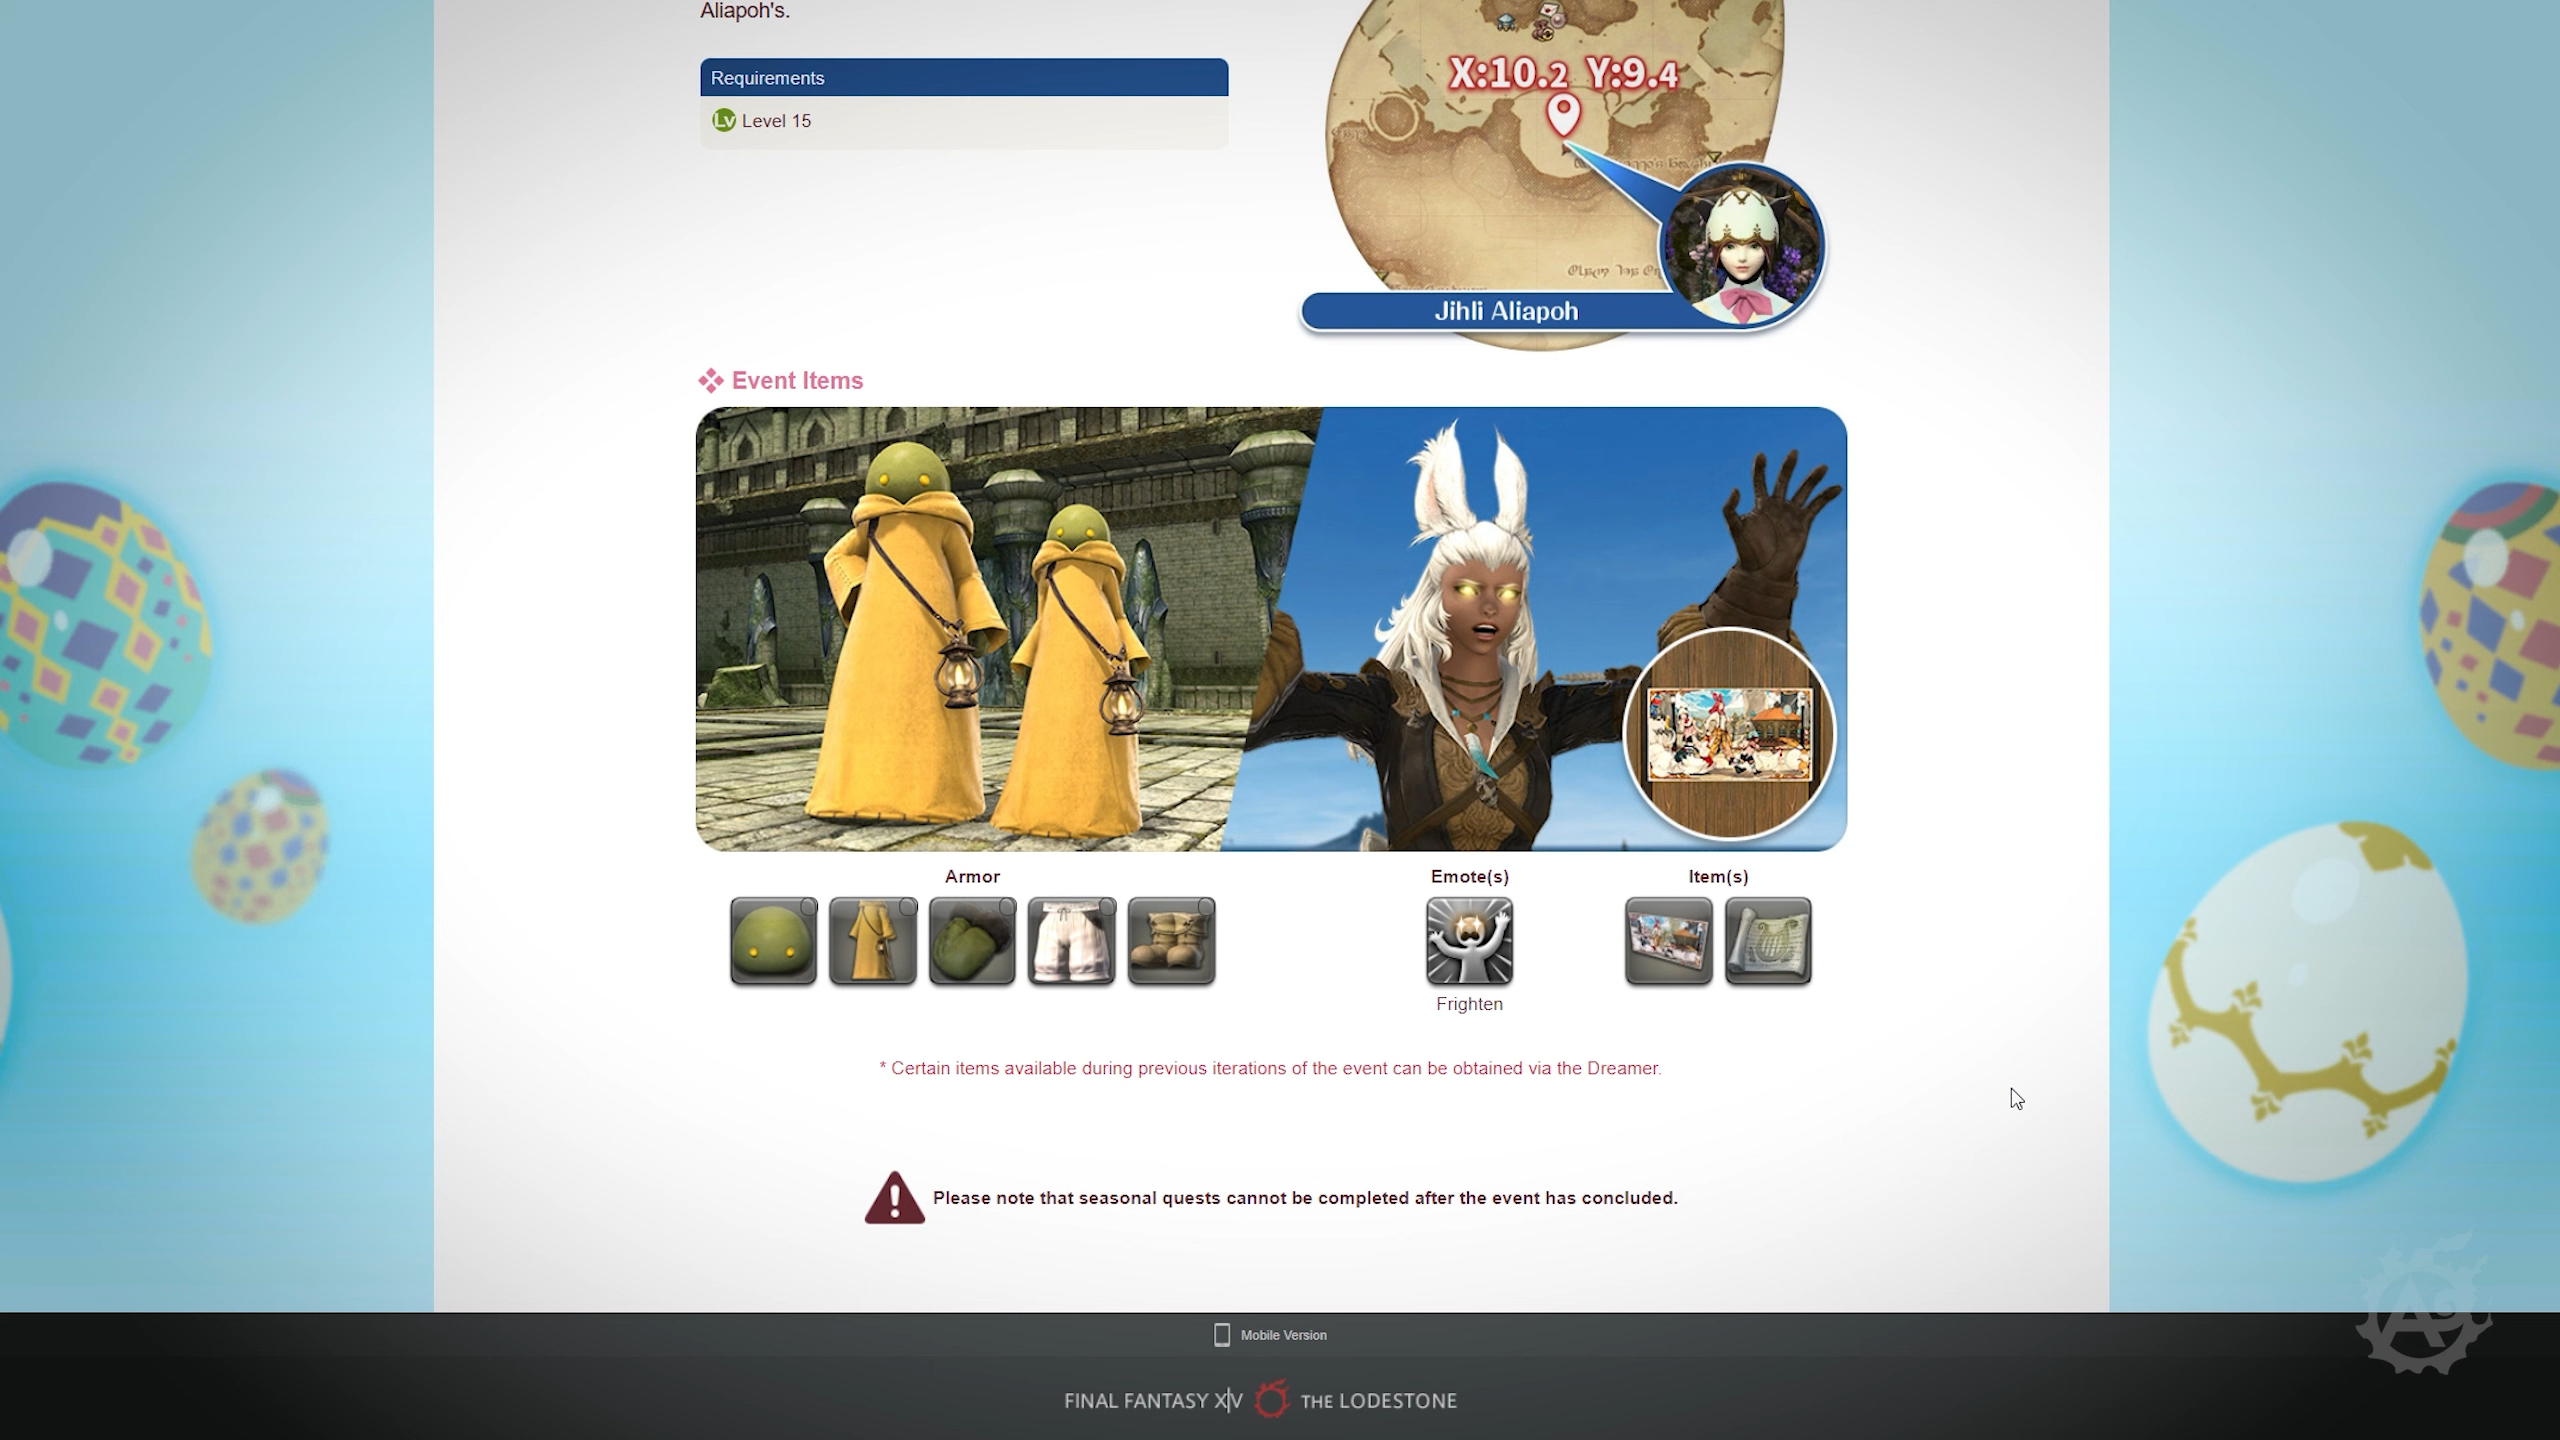 Aliapoh's.
Requirements
Lv Level 15
X:10.2 Y:9.4
Jihli Aliapoh
Event Items
Armor
Emote(s)
Item(s)
Frighten
* Certain items available during previous iterations of the event can be obtained via the Dreamer.
Please note that seasonal quests cannot be completed after the event has concluded.
Mobile Version
FINAL FANTASY XIV THE LODESTONE